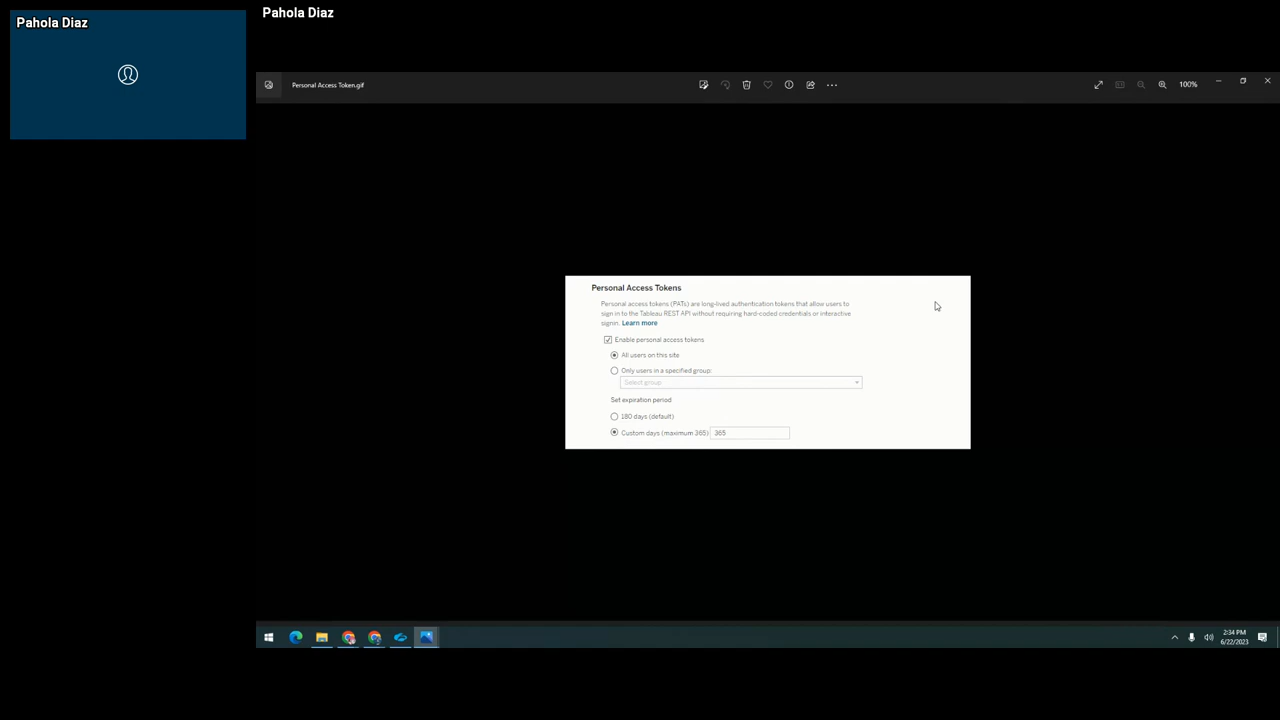 Pahola Diaz
Pahola Diaz
Personal Access Token.gif
100%
Personal Access Tokens
Personal access tokens (PATs) are long-lived authentication tokens that allow users to
sign in to the Tableau REST API without requiring hard-coded credentials or interactive
signin. Learn more
Enable personal access tokens
All users on this site
Only users in a specified group:
Select group
Set expiration period
180 days (default)
Custom days (maximum 365) 365
2:34 PM
6/22/2023